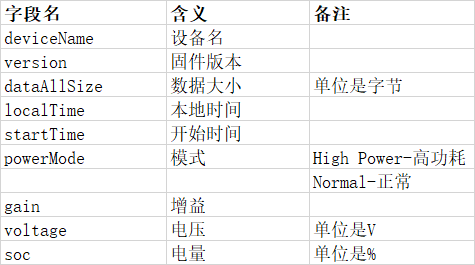 字段名 含义 备注
deviceName 设备名
version 固件版本
dataAllSize 数据大小 单位是字节
localTime 本地时间
startTime 开始时间
powerMode 模式 High Power-高功耗
Normal-正常
gain 增益
voltage 电压 单位是V
soc 电量 单位是%